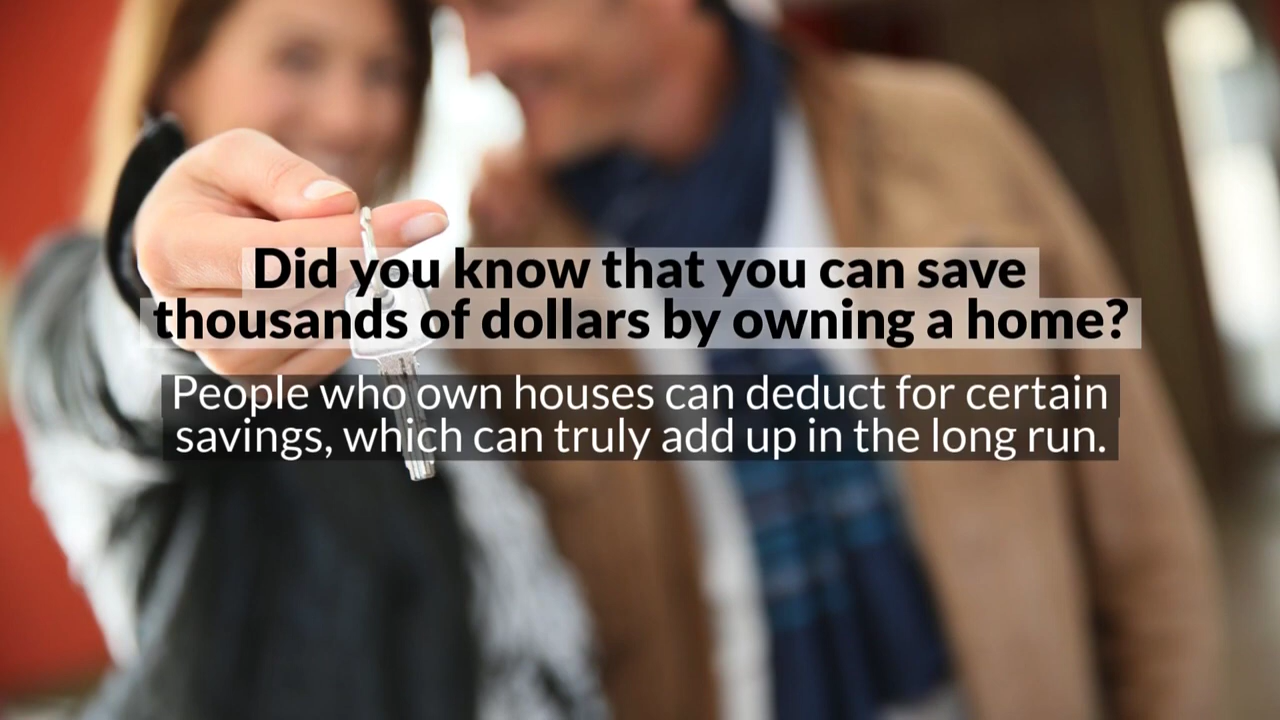 Did you know that you can save
thousands of dollars by owning a home?
People who own houses can deduct for certain
savings, which can truly add up in the long run.